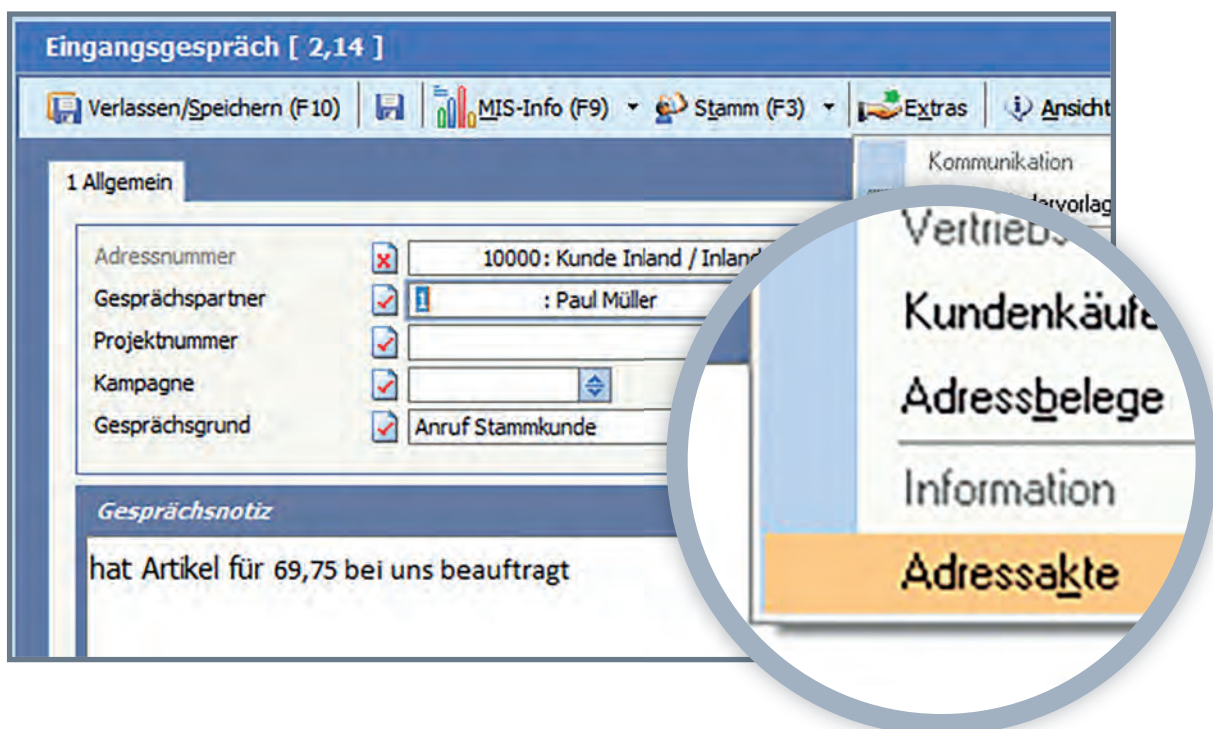 Eingangsgespräch [ 2,14 ]
Verlassen/Speichern (F10) MIS-Info (F9) Stamm (F3) Extras Ansicht
1 Allgemein
Kommunikation
Adressnummer 10000: Kunde Inland / Inland
Gesprächspartner 1 : Paul Müller
Projektnummer
Kampagne
Gesprächsgrund Anruf Stammkunde
Gesprächsnotiz
hat Artikel für 69,75 bei uns beauftragt
Kundenkäufe
Adressbelege
Information
Adressakte